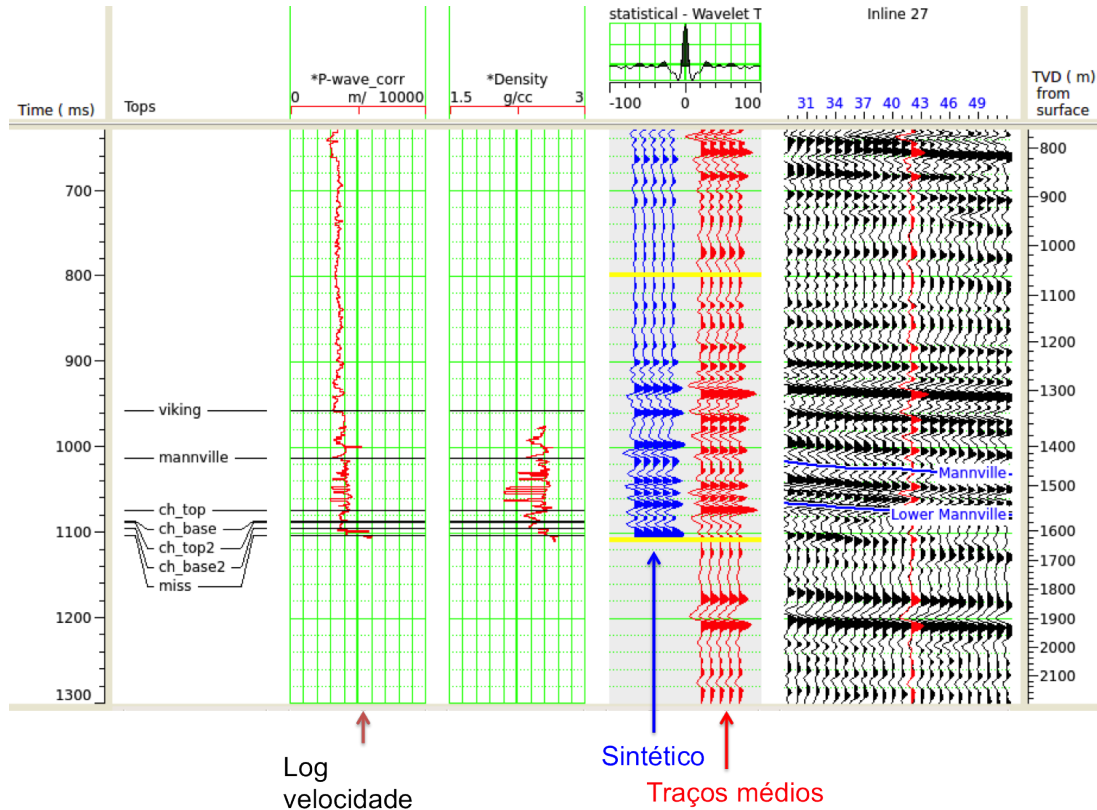 statistical - Wavelet T
Inline 27
*P-wave_corr
*Density
TVD ( m)
from
surface
Time ( ms)
Tops
0 m/ 10000
1.5 g/cc 3
-100 0 100
31 34 37 40 43 46 49
700
800
900
1000
1100
1200
1300
viking
mannville
ch_top
ch_base
ch_top2
ch_base2
miss
Mannville
Lower Mannville
800
900
1000
1100
1200
1300
1400
1500
1600
1700
1800
1900
2000
2100
Log
velocidade
Sintético
Traços médios